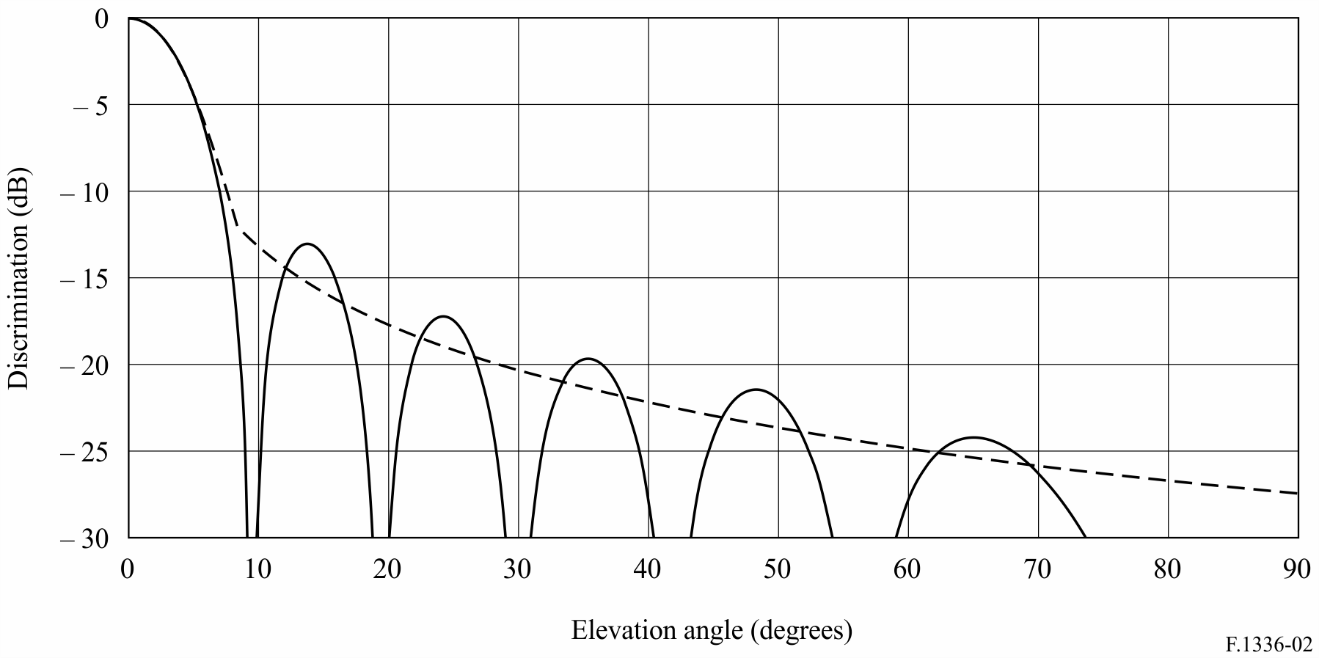 0
– 5
– 10
– 15
– 20
– 25
– 30
Discrimination (dB)
0 10 20 30 40 50 60 70 80 90
Elevation angle (degrees)
F.1336-02